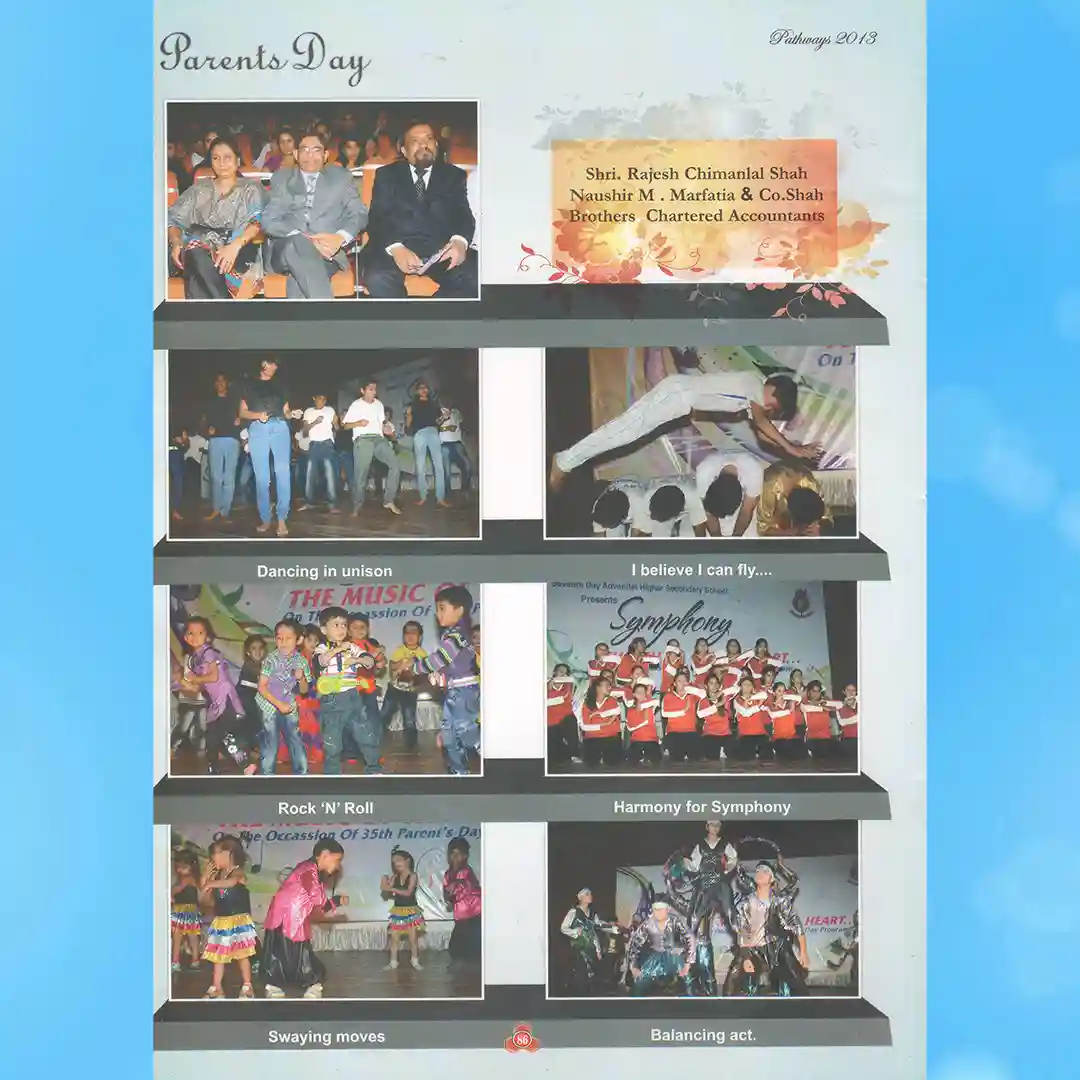 Parents Day
Pathways 2013
Shri. Rajesh Chimanlal Shah
Naushir M . Marfatia & Co.Shah
Brothers Chartered Accountants
On T
Dancing in unison
I believe I can fly....
THE MUSIC O
On The Occassion Of
Seventh Day Adventist Higher Secondary School
Presents
Symphony
Rock ‘N’ Roll
Harmony for Symphony
On The Occassion Of 35th Parent's Day
HEART..
Day Program
Swaying moves
Balancing act.
86